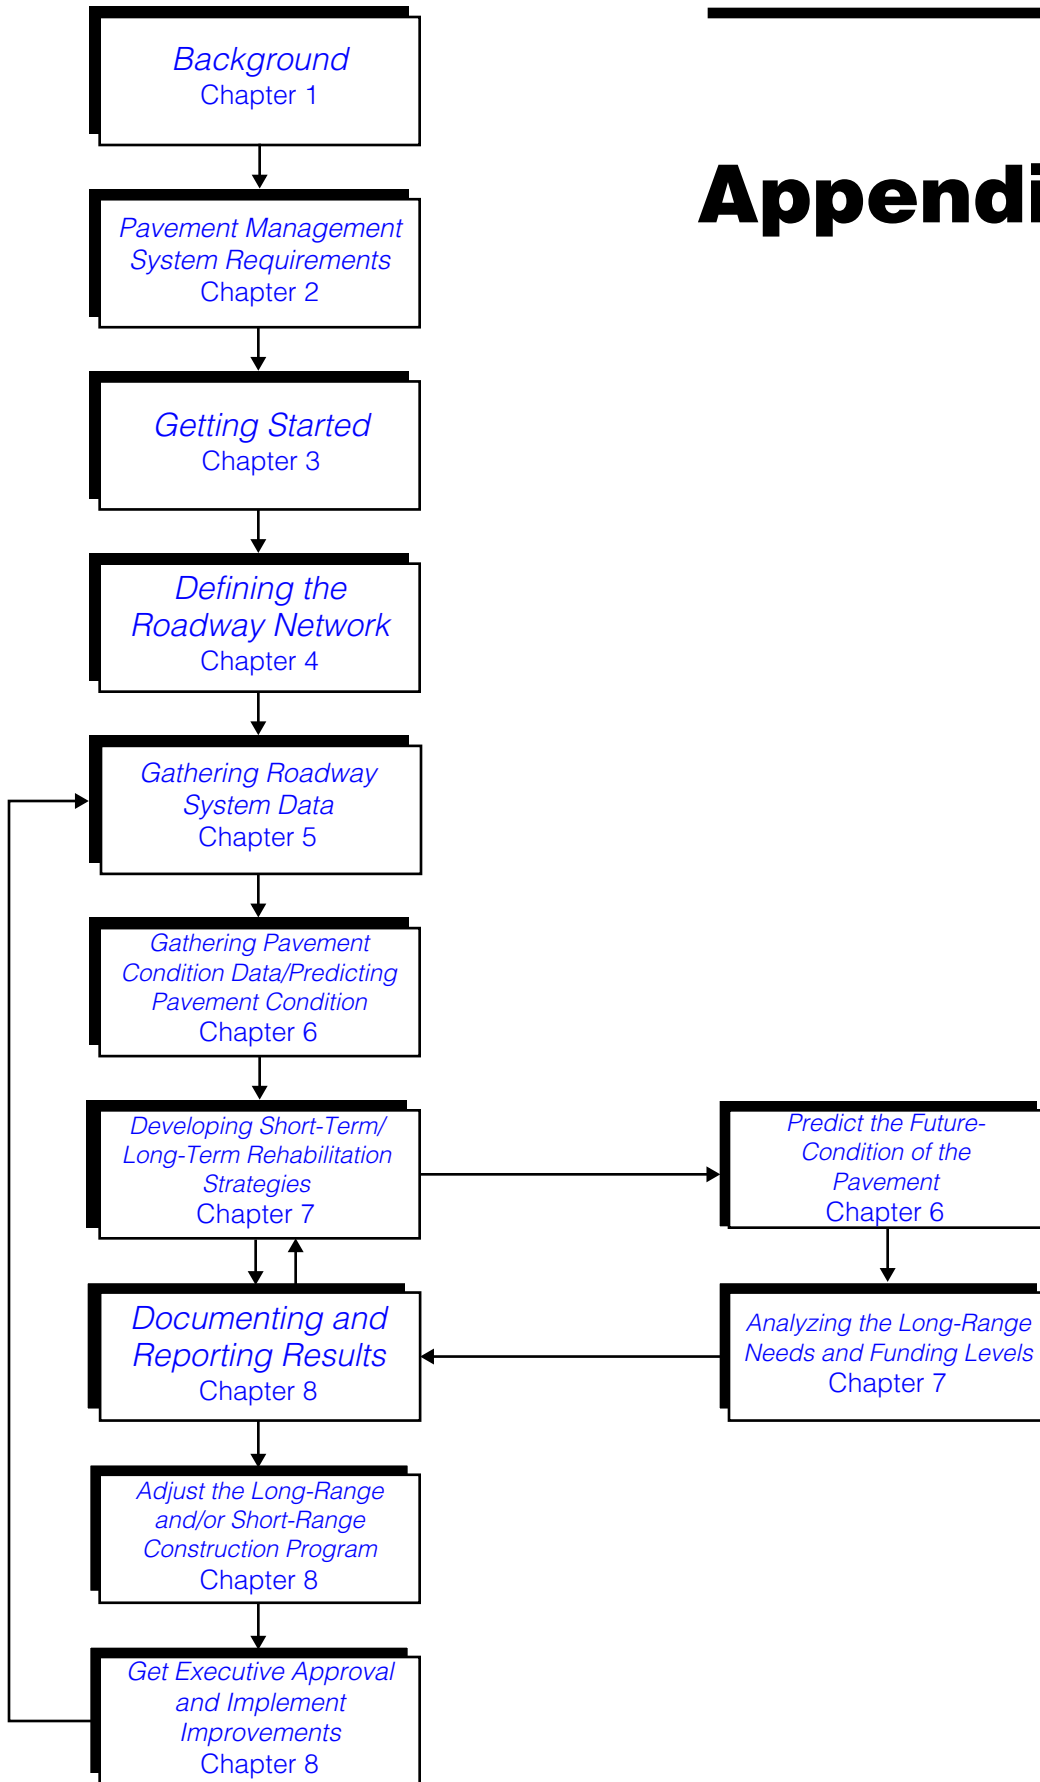 Background
Chapter 1
Appendi
Pavement Management
System Requirements
Chapter 2
Getting Started
Chapter 3
Defining the
Roadway Network
Chapter 4
Gathering Roadway
System Data
Chapter 5
Gathering Pavement
Condition Data/Predicting
Pavement Condition
Chapter 6
Developing Short-Term/
Long-Term Rehabilitation
Strategies
Chapter 7
Predict the Future-
Condition of the
Pavement
Chapter 6
Documenting and
Reporting Results
Chapter 8
Analyzing the Long-Range
Needs and Funding Levels
Chapter 7
Adjust the Long-Range
and/or Short-Range
Construction Program
Chapter 8
Get Executive Approval
and Implement
Improvements
Chapter 8